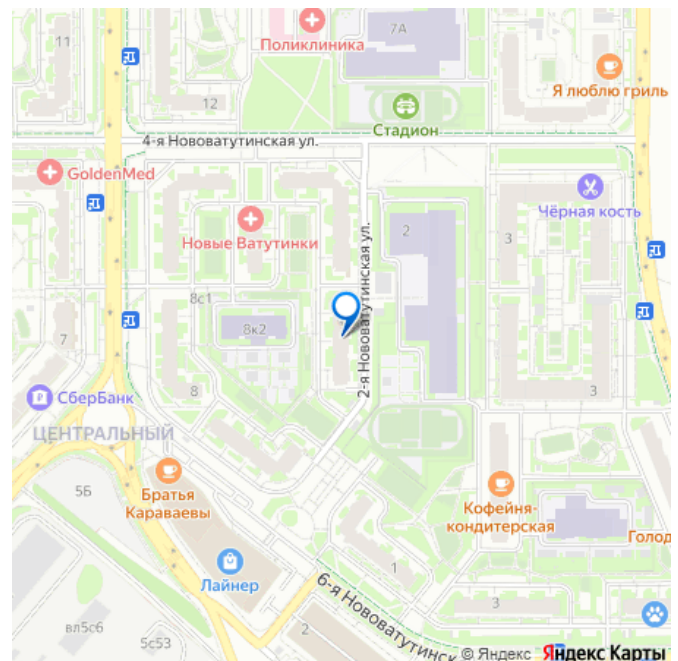 11
7А
Поликлиника
Я люблю гриль
12
Стадион
4-я Нововатутинская ул.
GoldenMed
Чёрная кость
2
Новые Ватутинки
3
2-я Нововатутинская ул.
8с1
8к2
7
8
3
СберБанк
ЦЕНТРАЛЬНЫЙ
5Б
Братья
Караваевы
Кофейня-
кондитерская
Голод
Лайнер
1
6-я Нововатутинск
3
вл5с6
2
5с53
© Яндекс Яндекс Карты